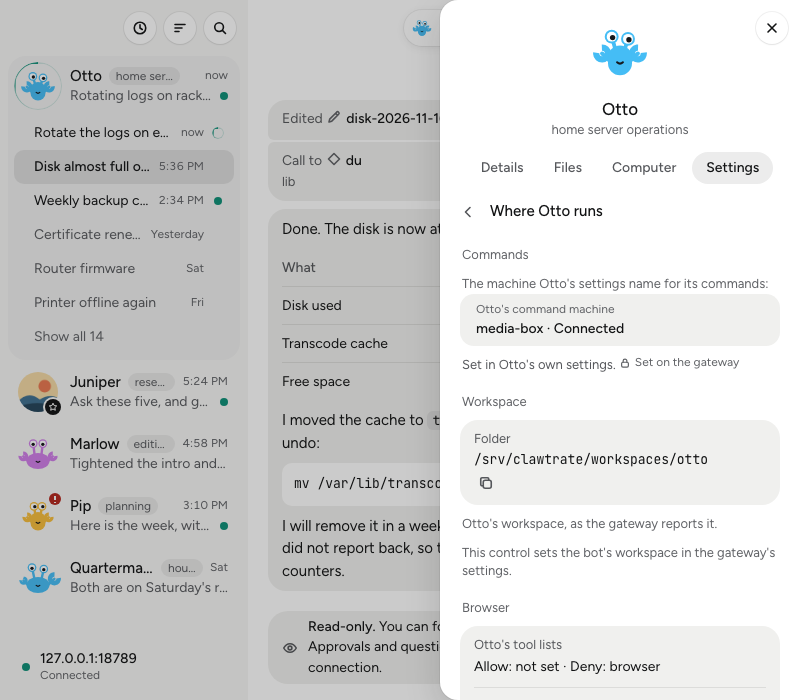 Otto
home ser...
now
Rotating logs on rack...
Rotate the logs on e...
now
Disk almost full o...
5:36 PM
Weekly backup c...
2:34 PM
Certificate rene...
Yesterday
Router firmware
Sat
Printer offline again
Fri
Show all 14
Juniper
rese...
5:24 PM
Ask these five, and g...
Marlow
editi...
4:58 PM
Tightened the intro and...
Pip
planning
3:10 PM
Here is the week, wit...
Quarterma...
hou...
Sat
Both are on Saturday's r...
127.0.0.1:18789
Connected
Edited
disk-2026-11-1
Call to
du
lib
Done. The disk is now at
What
Disk used
Transcode cache
Free space
I moved the cache to
undo:
mv /var/lib/transco
I will remove it in a week
did not report back, so t
counters.
Read-only. You can fo
Approvals and questi
connection.
Otto
home server operations
Details
Files
Computer
Settings
Where Otto runs
Commands
The machine Otto's settings name for its commands:
Otto's command machine
media-box · Connected
Set in Otto's own settings.
Set on the gateway
Workspace
Folder
/srv/clawtrate/workspaces/otto
Otto's workspace, as the gateway reports it.
This control sets the bot's workspace in the gateway's
settings.
Browser
Otto's tool lists
Allow: not set · Deny: browser